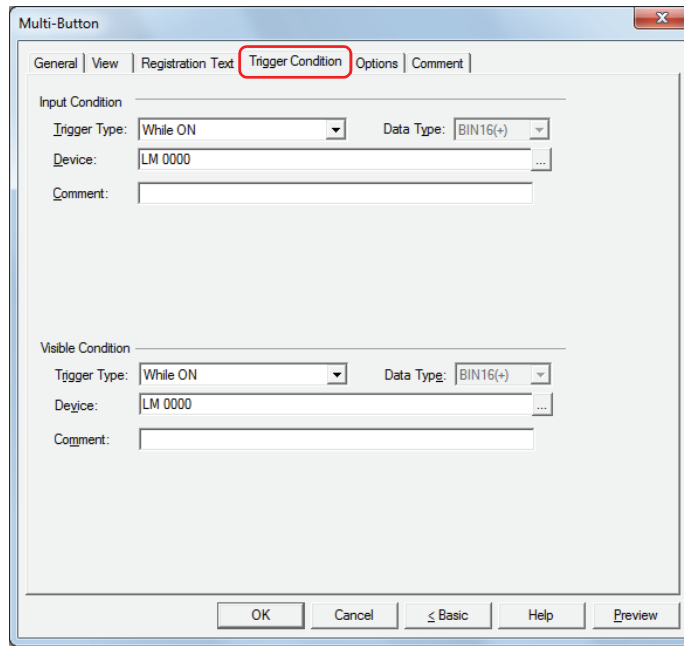 Multi-Button
General View Registration Text Trigger Condition Options Comment
Input Condition
Trigger Type: While ON Data Type: BIN16(+)
Device: LM 0000 ...
Comment:
Visible Condition
Trigger Type: While ON Data Type: BIN16(+)
Device: LM 0000 ...
Comment:
OK Cancel < Basic Help Preview